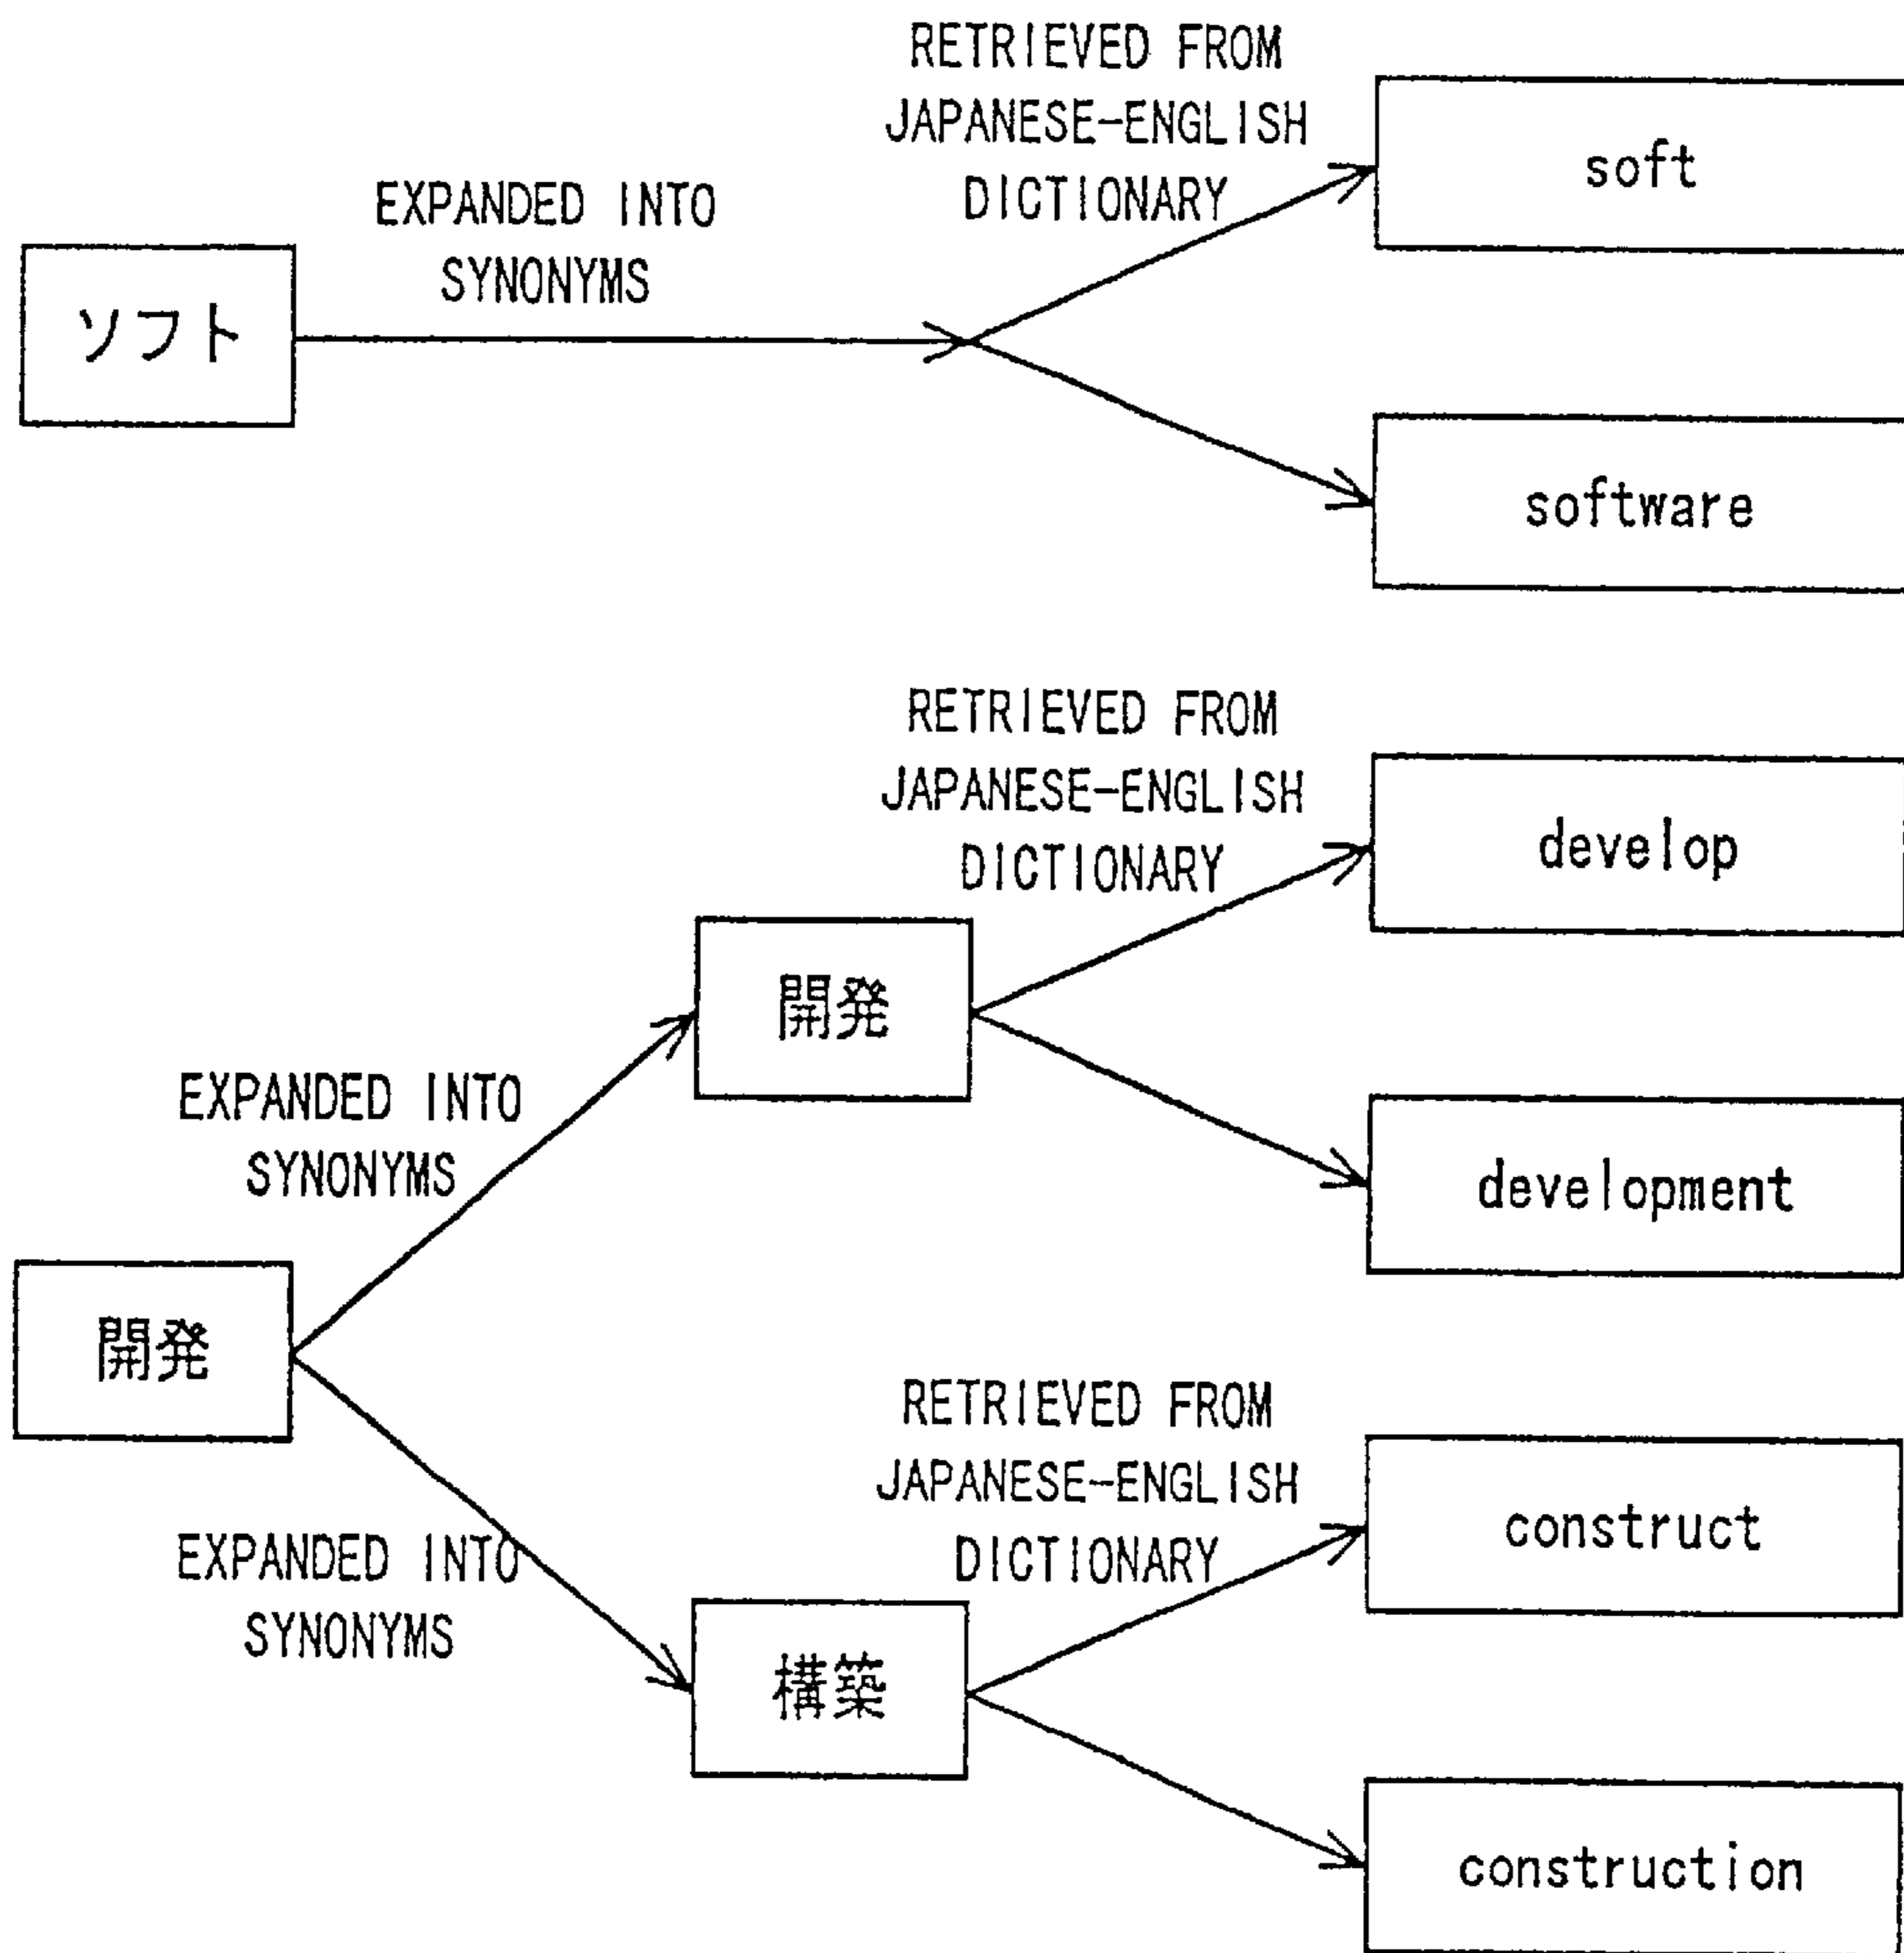 RETRIEVED FROM
JAPANESE-ENGLISH
DICTIONARY
soft
EXPANDED INTO
SYNONYMS
ソフト
software
RETRIEVED FROM
JAPANESE-ENGLISH
DICTIONARY
develop
開発
EXPANDED INTO
SYNONYMS
development
開発
RETRIEVED FROM
JAPANESE-ENGLISH
DICTIONARY
construct
EXPANDED INTO
SYNONYMS
構築
construction